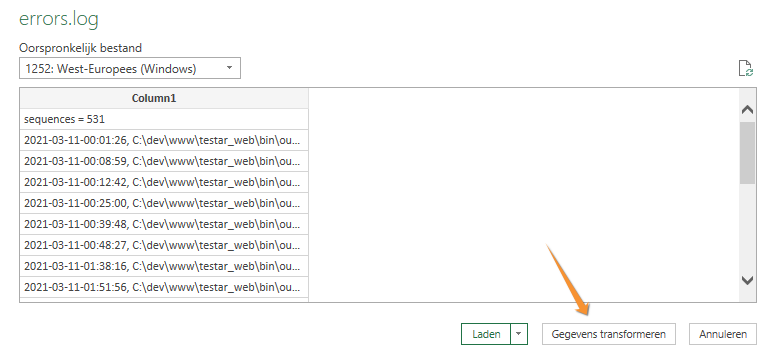 errors.log
Oorspronkelijk bestand
1252: West-Europees (Windows)
Column1
sequences = 531
2021-03-11-00:01:26, C:\dev\www\testar_web\bin\ou...
2021-03-11-00:08:59, C:\dev\www\testar_web\bin\ou...
2021-03-11-00:12:42, C:\dev\www\testar_web\bin\ou...
2021-03-11-00:25:00, C:\dev\www\testar_web\bin\ou...
2021-03-11-00:39:48, C:\dev\www\testar_web\bin\ou...
2021-03-11-00:48:27, C:\dev\www\testar_web\bin\ou...
2021-03-11-01:38:16, C:\dev\www\testar_web\bin\ou...
2021-03-11-01:51:56, C:\dev\www\testar_web\bin\ou...
Laden Gegevens transformeren Annuleren